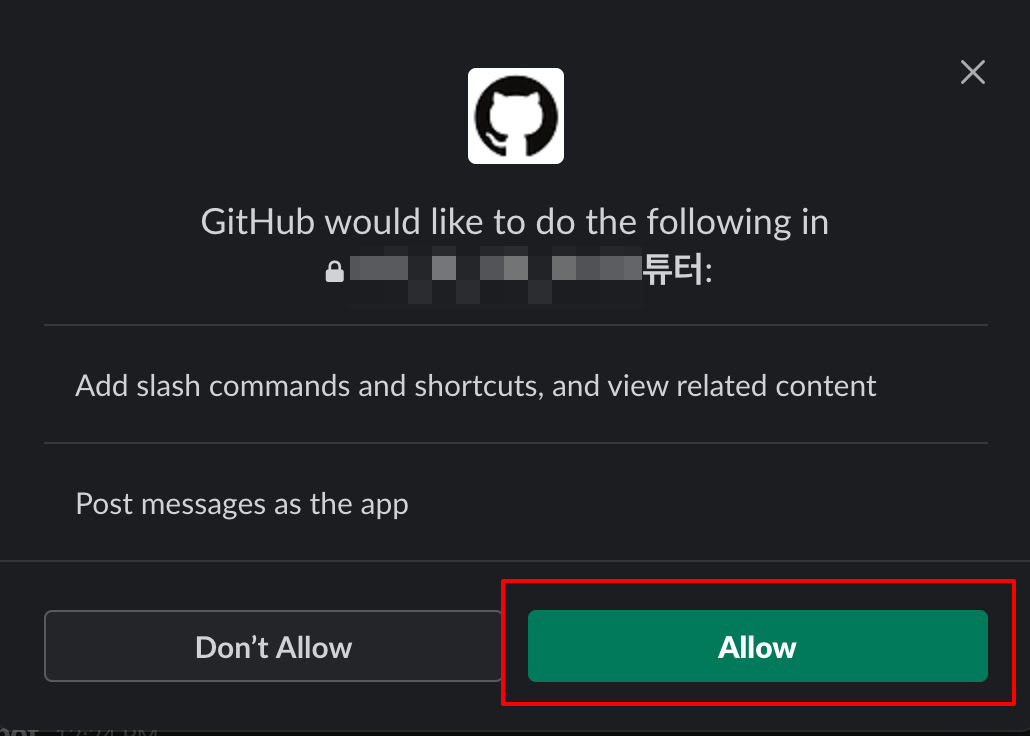 GitHub would like to do the following in
튜터:
Add slash commands and shortcuts, and view related content
Post messages as the app
Don’t Allow
Allow